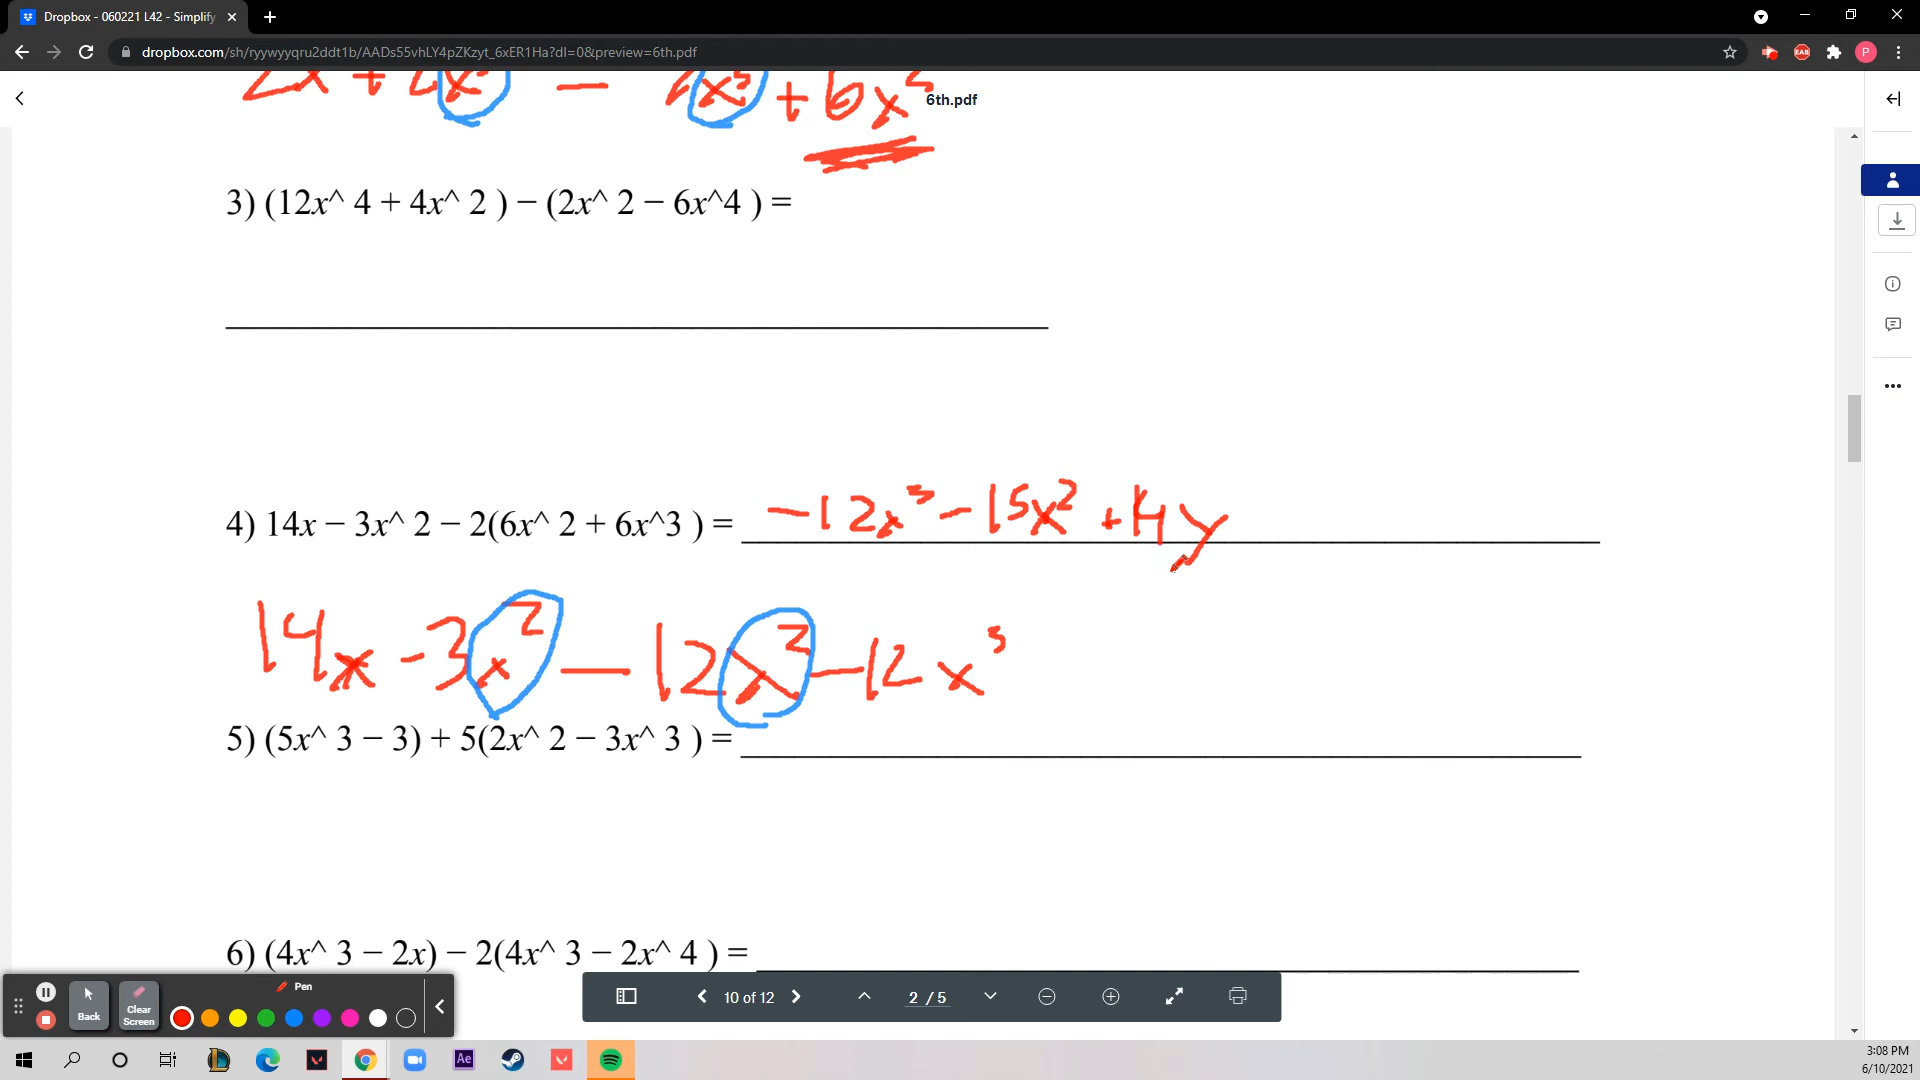 Dropbox - 060221 L42 - Simplify
dropbox.com/sh/ryywyyqru2ddt1b/AADs55vhLY4pZKzyt_6xER1Ha?dl=0&preview=6th.pdf
6th.pdf
+ 6x²
3) (12x^ 4 + 4x^ 2 ) − (2x^ 2 − 6x^4 ) =
4) 14x − 3x^ 2 − 2(6x^ 2 + 6x^3 ) = -12x³ - 15x² + 14y
14x - 3x² - 12x² - 12x³
5) (5x^ 3 − 3) + 5(2x^ 2 − 3x^ 3 ) =
6) (4x^ 3 − 2x) − 2(4x^ 3 − 2x^ 4 ) =
Pen
Back
Clear Screen
10 of 12
2 / 5
3:08 PM
6/10/2021